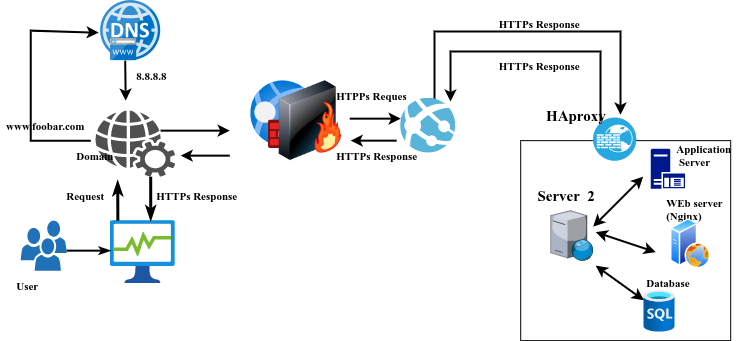 DNS
WWW
8.8.8.8
www.foobar.com
Domain
Request
HTTPs Response
User
HTPPs Reques
HTTPs Response
HTTPs Response
HTTPs Response
HAproxy
Application
Server
Server 2
WEb server
(Nginx)
Database
SQL